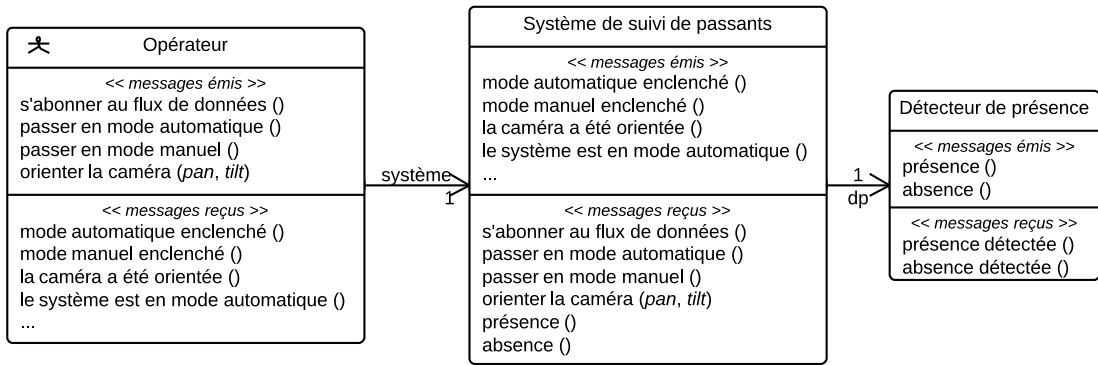 Opérateur
<< messages émis >>
s'abonner au flux de données ()
passer en mode automatique ()
passer en mode manuel ()
orienter la caméra (pan, tilt)
<< messages reçus >>
mode automatique enclenché ()
mode manuel enclenché ()
la caméra a été orientée ()
le système est en mode automatique ()
...
système
1
Système de suivi de passants
<< messages émis >>
mode automatique enclenché ()
mode manuel enclenché ()
la caméra a été orientée ()
le système est en mode automatique ()
...
<< messages reçus >>
s'abonner au flux de données ()
passer en mode automatique ()
passer en mode manuel ()
orienter la caméra (pan, tilt)
présence ()
absence ()
1
dp
Détecteur de présence
<< messages émis >>
présence ()
absence ()
<< messages reçus >>
présence détectée ()
absence détectée ()